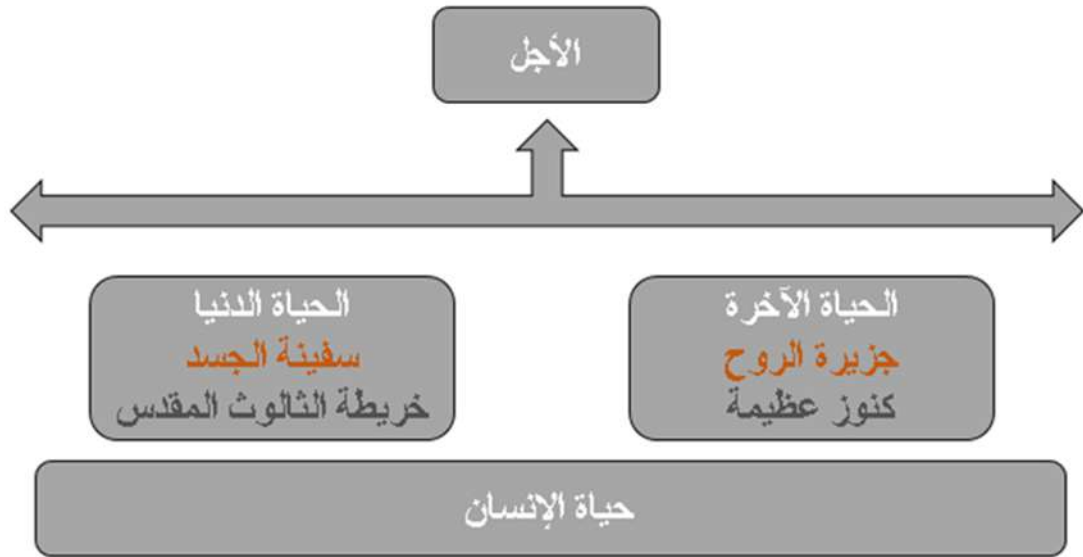 الأجل
الحياة الآخرة
جزيرة الروح
كنوز عظيمة
الحياة الدنيا
سفينة الجسد
خريطة الثالوث المقدس
حياة الإنسان